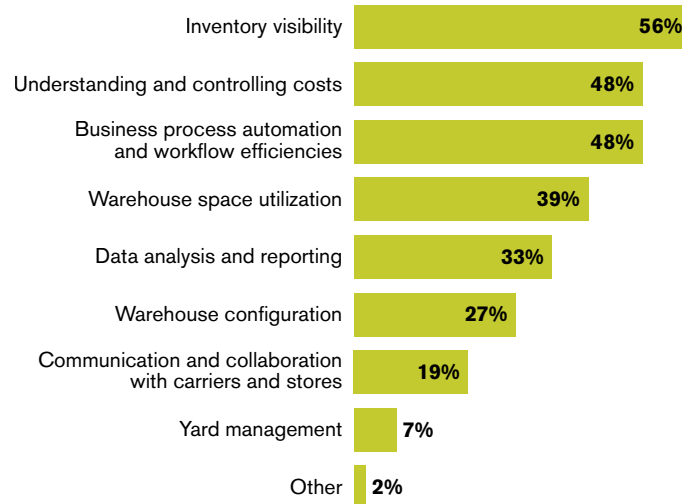 Inventory visibility 56%
Understanding and controlling costs 48%
Business process automation
and workflow efficiencies 48%
Warehouse space utilization 39%
Data analysis and reporting 33%
Warehouse configuration 27%
Communication and collaboration
with carriers and stores 19%
Yard management 7%
Other 2%